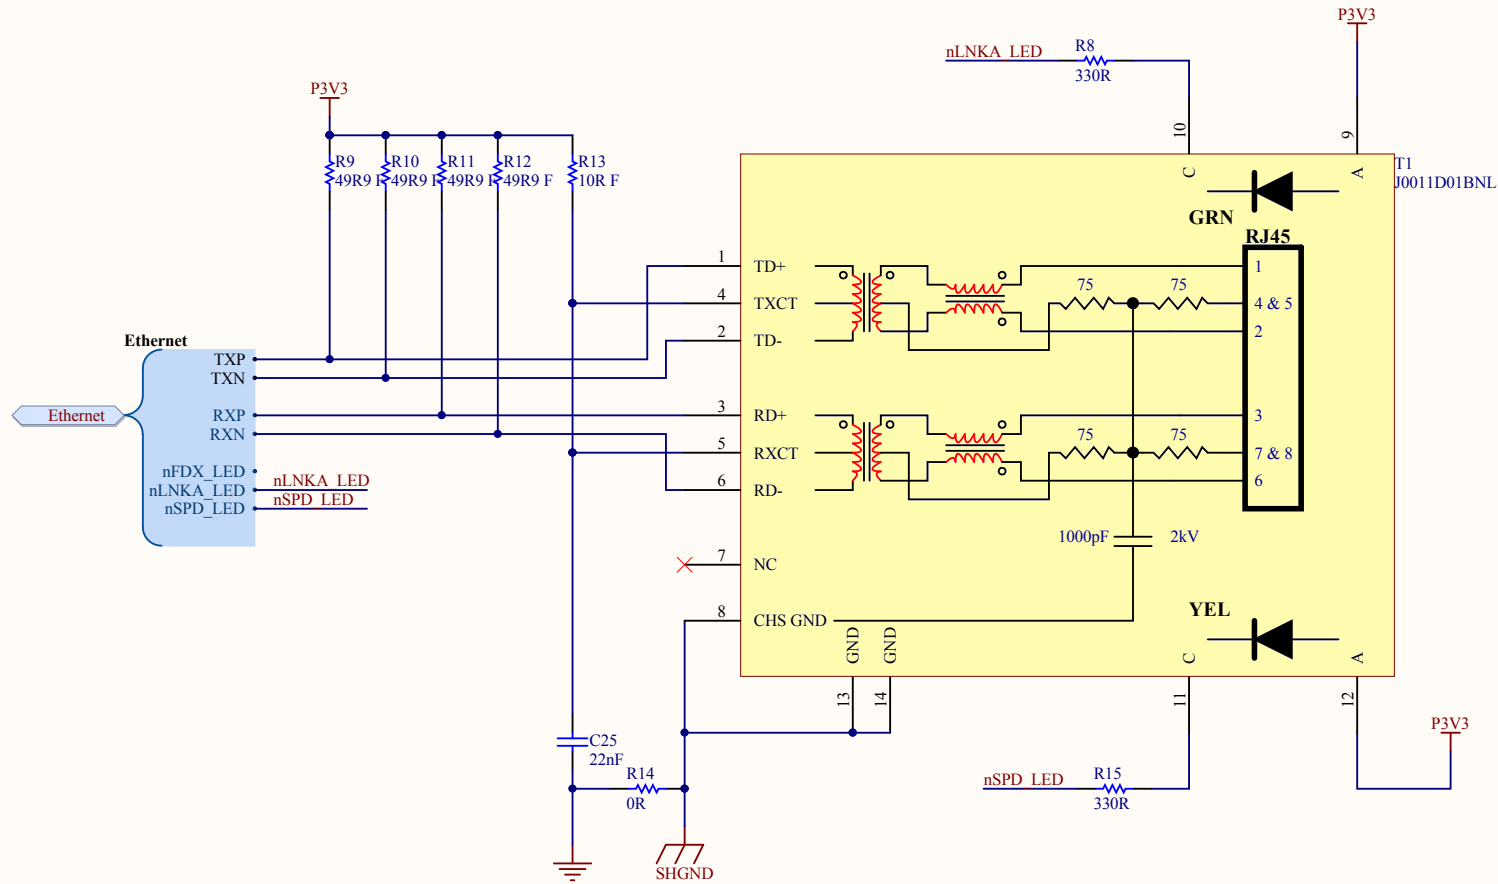 P3V3
nLNKA_LED
R8
330R
P3V3
R9
49R9 F
R10
49R9 F
R11
49R9 F
R12
49R9 F
R13
10R F
10
9
T1
J0011D01BNL
C
A
GRN
RJ45
1
TD+
4
TXCT
2
TD-
3
RD+
5
RXCT
6
RD-
7
NC
8
CHS GND
75
75
1
4 & 5
2
75
75
3
7 & 8
6
1000pF
2kV
Ethernet
Ethernet
TXP
TXN
RXP
RXN
nFDX_LED
nLNKA_LED
nSPD_LED
nLNKA_LED
nSPD_LED
YEL
GND
GND
C
A
13
14
11
12
P3V3
C25
22nF
R14
0R
nSPD_LED
R15
330R
SHGND